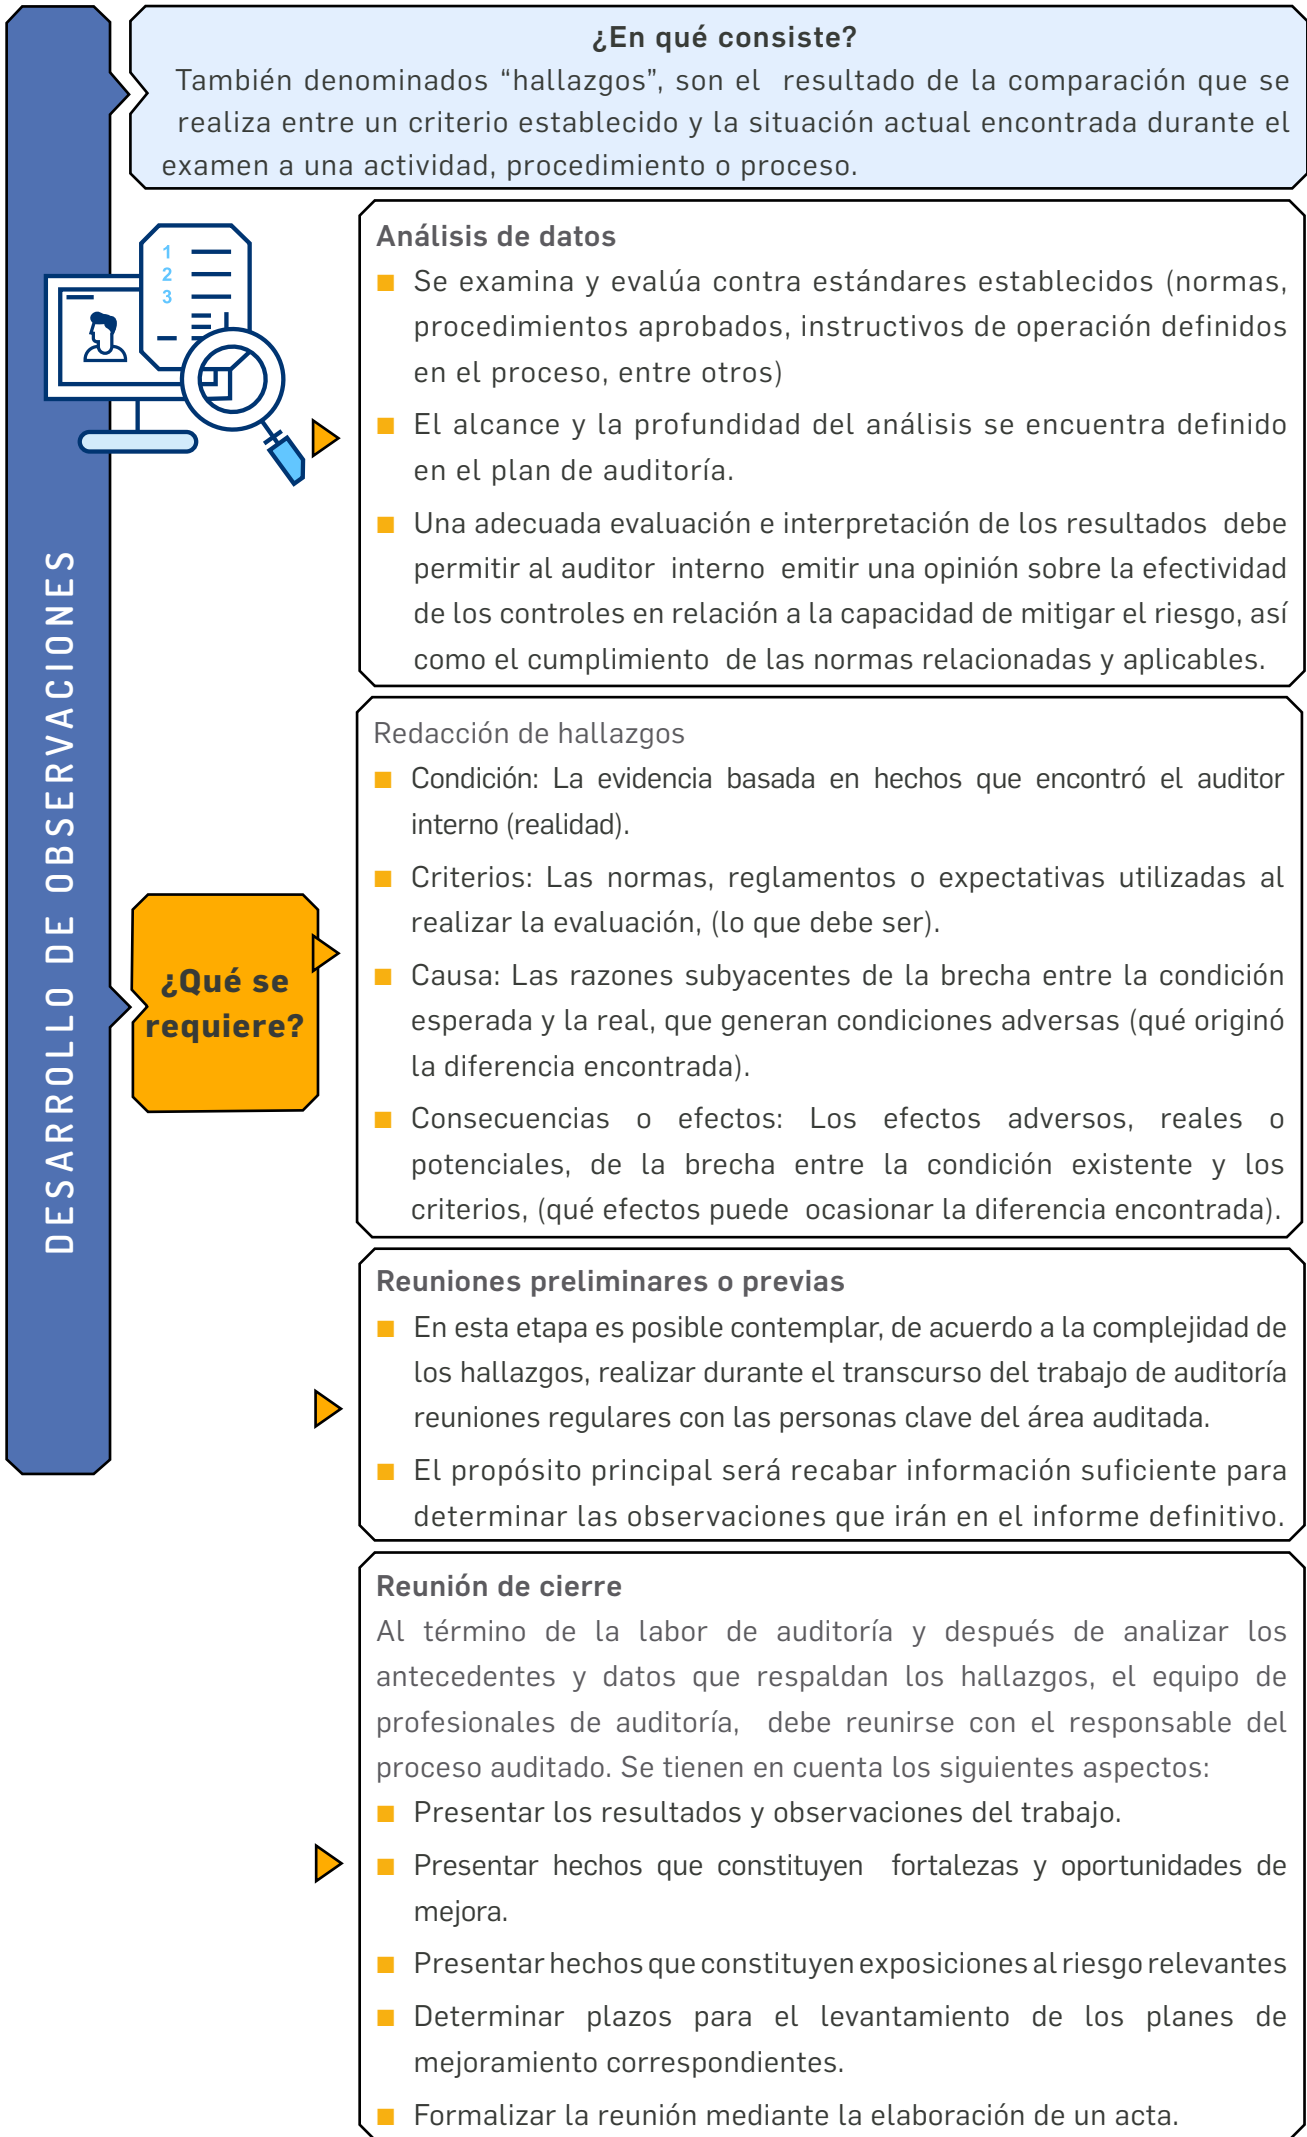 DESARROLLO DE OBSERVACIONES
¿En qué consiste?
También denominados “hallazgos”, son el resultado de la comparación que se
realiza entre un criterio establecido y la situación actual encontrada durante el
examen a una actividad, procedimiento o proceso.
1
2
3
¿Qué se
requiere?
Análisis de datos
■ Se examina y evalúa contra estándares establecidos (normas,
procedimientos aprobados, instructivos de operación definidos
en el proceso, entre otros)
■ El alcance y la profundidad del análisis se encuentra definido
en el plan de auditoría.
■ Una adecuada evaluación e interpretación de los resultados debe
permitir al auditor interno emitir una opinión sobre la efectividad
de los controles en relación a la capacidad de mitigar el riesgo, así
como el cumplimiento de las normas relacionadas y aplicables.
Redacción de hallazgos
■ Condición: La evidencia basada en hechos que encontró el auditor
interno (realidad).
■ Criterios: Las normas, reglamentos o expectativas utilizadas al
realizar la evaluación, (lo que debe ser).
■ Causa: Las razones subyacentes de la brecha entre la condición
esperada y la real, que generan condiciones adversas (qué originó
la diferencia encontrada).
■ Consecuencias o efectos: Los efectos adversos, reales o
potenciales, de la brecha entre la condición existente y los
criterios, (qué efectos puede ocasionar la diferencia encontrada).
Reuniones preliminares o previas
■ En esta etapa es posible contemplar, de acuerdo a la complejidad de
los hallazgos, realizar durante el transcurso del trabajo de auditoría
reuniones regulares con las personas clave del área auditada.
■ El propósito principal será recabar información suficiente para
determinar las observaciones que irán en el informe definitivo.
Reunión de cierre
Al término de la labor de auditoría y después de analizar los
antecedentes y datos que respaldan los hallazgos, el equipo de
profesionales de auditoría, debe reunirse con el responsable del
proceso auditado. Se tienen en cuenta los siguientes aspectos:
■ Presentar los resultados y observaciones del trabajo.
■ Presentar hechos que constituyen fortalezas y oportunidades de
mejora.
■ Presentar hechos que constituyen exposiciones al riesgo relevantes
■ Determinar plazos para el levantamiento de los planes de
mejoramiento correspondientes.
■ Formalizar la reunión mediante la elaboración de un acta.